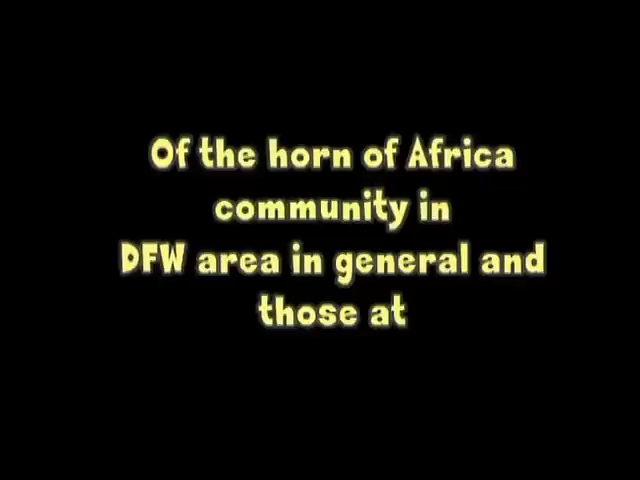 Of the horn of Africa
community in
DFW area in general and
those at